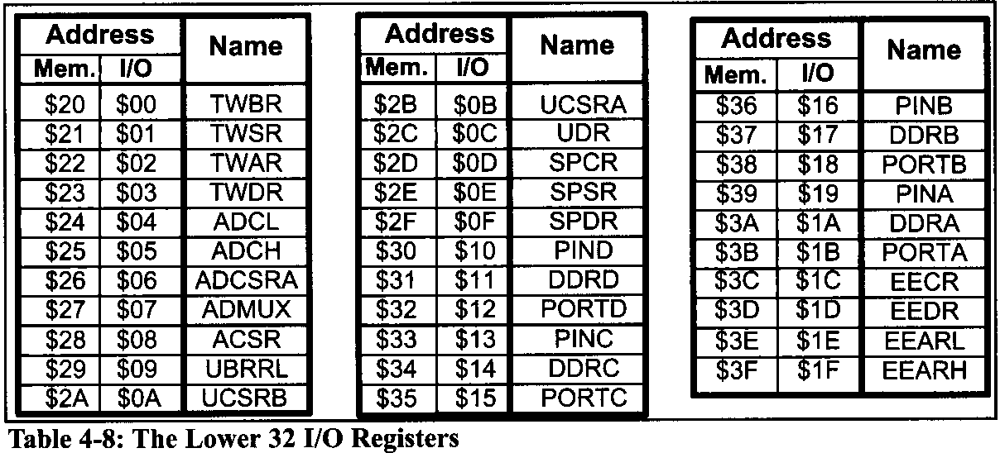 Address Name
Mem. I/O
$20 $00 TWBR
$21 $01 TWSR
$22 $02 TWAR
$23 $03 TWDR
$24 $04 ADCL
$25 $05 ADCH
$26 $06 ADCSRA
$27 $07 ADMUX
$28 $08 ACSR
$29 $09 UBRRL
$2A $0A UCSRB
Address Name
Mem. I/O
$2B $0B UCSRA
$2C $0C UDR
$2D $0D SPCR
$2E $0E SPSR
$2F $0F SPDR
$30 $10 PIND
$31 $11 DDRD
$32 $12 PORTD
$33 $13 PINC
$34 $14 DDRC
$35 $15 PORTC
Address Name
Mem. I/O
$36 $16 PINB
$37 $17 DDRB
$38 $18 PORTB
$39 $19 PINA
$3A $1A DDRA
$3B $1B PORTA
$3C $1C EECR
$3D $1D EEDR
$3E $1E EEARL
$3F $1F EEARH
Table 4-8: The Lower 32 I/O Registers